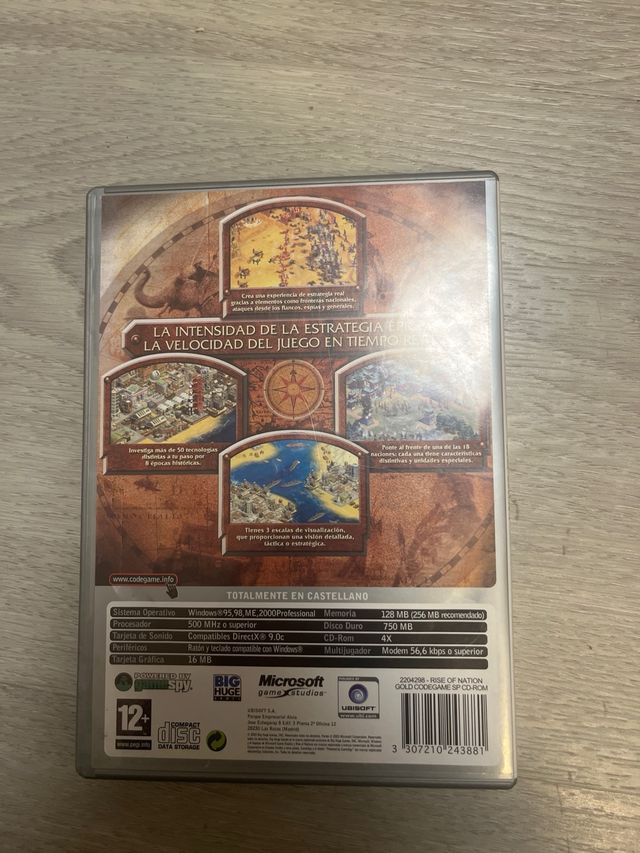 Crea una experiencia de estrategia real
gracias a elementos como fronteras nacionales,
ataques desde los flancos, espías y generales.
LA INTENSIDAD DE LA ESTRATEGIA
LA VELOCIDAD DEL JUEGO EN TIEMPO
Investiga más de 50 tecnologías
distintas a tu paso por
8 épocas históricas.
Ponte al frente de una de las 18
naciones: cada una tiene características
distintivas y unidades especiales.
Tienes 3 escalas de visualización,
que proporcionan una visión detallada,
táctica o estratégica.
www.codegame.info
TOTALMENTE EN CASTELLANO
Sistema Operativo Windows®95,98,ME,2000Professional Memoria 128 MB (256 MB recomendado)
Procesador 500 MHz o superior Disco Duro 750 MB
Tarjeta de Sonido Compatibles DirectX® 9.0c CD-Rom 4X
Periféricos Ratón y teclado compatible con Windows® Multijugador Modem 56,6 kbps o superior
Tarjeta Gráfica 16 MB
POWERED BY
gamespy
BIG
HUGE
Microsoft
game studios
UBISOFT
www.ubi.com
2204298 - RISE OF NATION
GOLD CODEGAME SP CD-ROM
12+
www.pegi.info
COMPACT
disc
DATA STORAGE
UBISOFT S.A.
Parque Empresarial Alvia
28230 Las Rozas (Madrid)
3 307210 243881